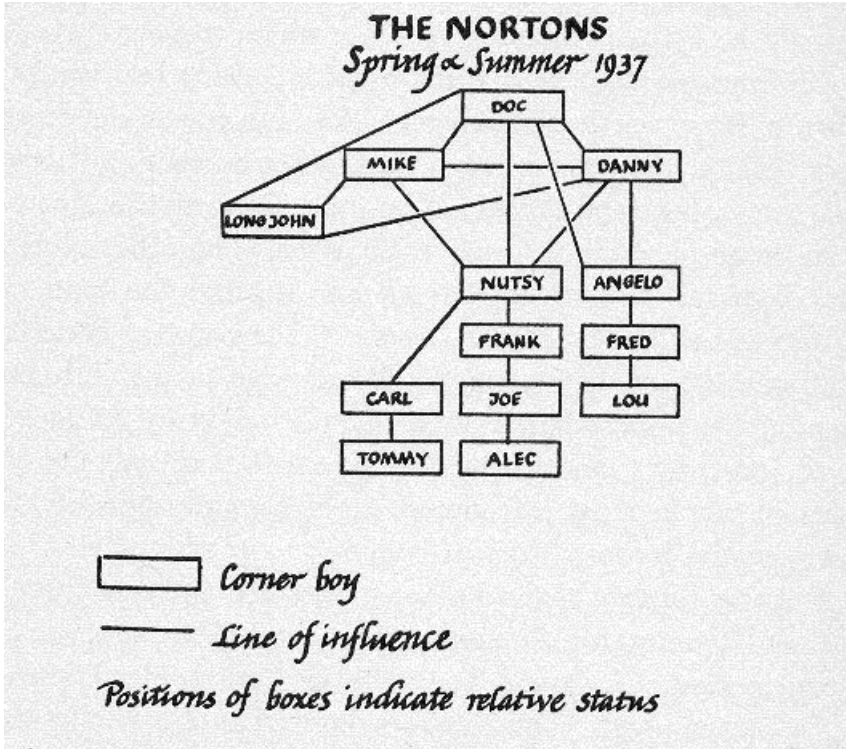 THE NORTONS
Spring & Summer 1937
DOC
MIKE
DANNY
LONG JOHN
NUTSY
ANGELO
FRANK
FRED
CARL
JOE
LOU
TOMMY
ALEC
Corner boy
Line of influence
Positions of boxes indicate relative status